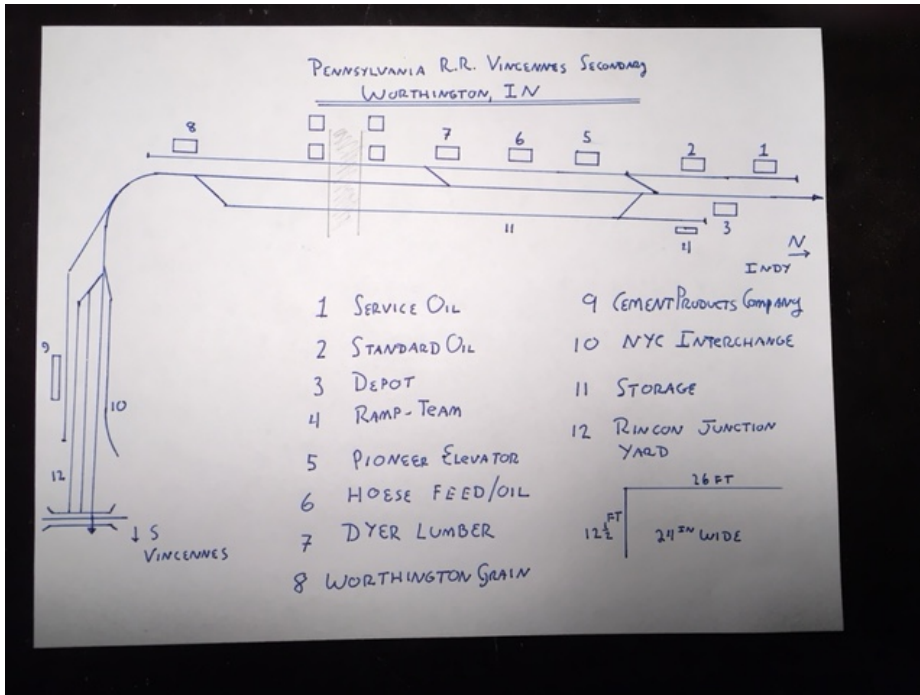 PENNSYLVANIA R.R. VINCENNES SECONDARY
WORTHINGTON, IN
8
7
6
5
2
1
3
11
4
N
INDY
9
10
12
↓ S
VINCENNES
1 SERVICE OIL
2 STANDARD OIL
3 DEPOT
4 RAMP-TEAM
5 PIONEER ELEVATOR
6 HOESE FEED/OIL
7 DYER LUMBER
8 WORTHINGTON GRAIN
9 CEMENT PRODUCTS COMPANY
10 NYC INTERCHANGE
11 STORAGE
12 RINCON JUNCTION
YARD
26 FT
12½ FT
24 IN WIDE